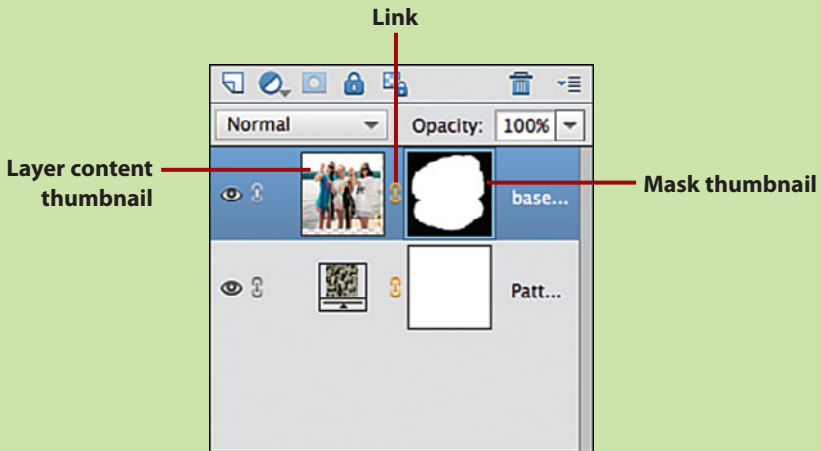 Link
Normal Opacity: 100%
Layer content
thumbnail
Mask thumbnail
base...
Patt...